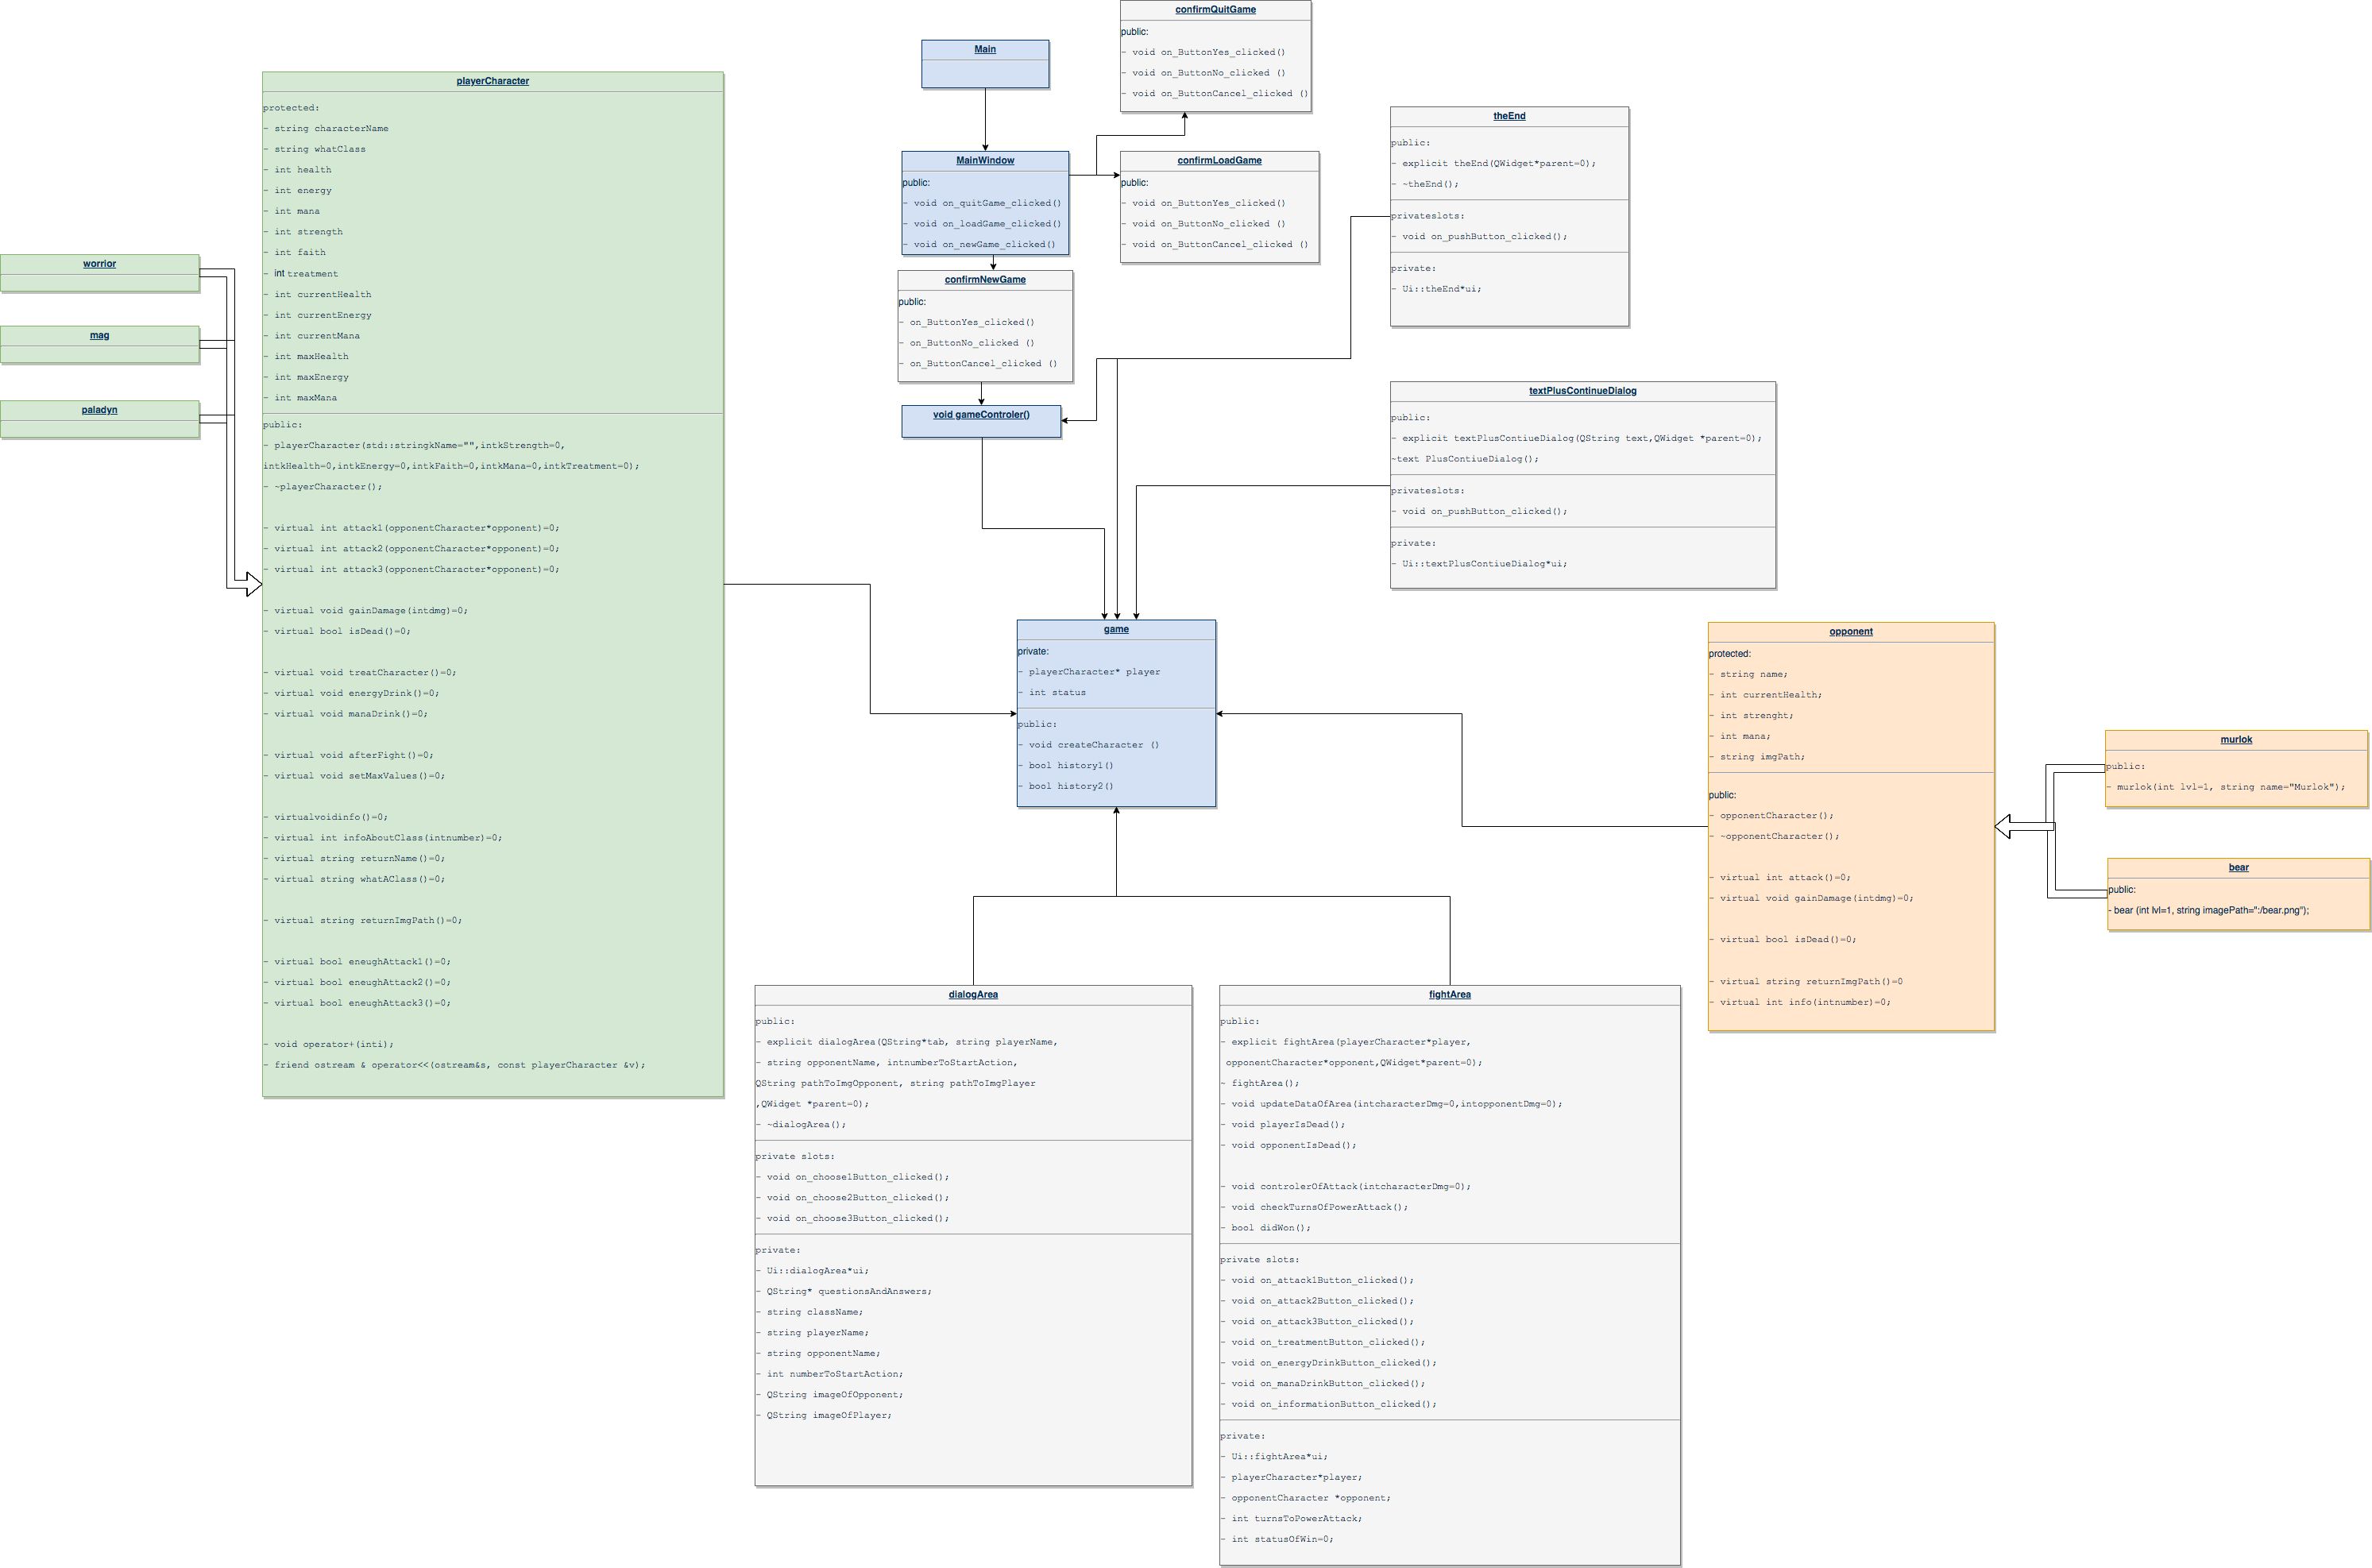 confirmQuitGame
public:
- void on_ButtonYes_clicked()
- void on_ButtonNo_clicked ()
- void on_ButtonCancel_clicked ()
Main
MainWindow
public:
- void on_quitGame_clicked()
- void on_loadGame_clicked()
- void on_newGame_clicked()
confirmLoadGame
public:
- void on_ButtonYes_clicked()
- void on_ButtonNo_clicked ()
- void on_ButtonCancel_clicked ()
confirmNewGame
public:
- on_ButtonYes_clicked()
- on_ButtonNo_clicked ()
- on_ButtonCancel_clicked ()
void gameControler()
theEnd
public:
- explicit theEnd(QWidget*parent=0);
- ~theEnd();
privateslots:
- void on_pushButton_clicked();
private:
- Ui::theEnd*ui;
textPlusContinueDialog
public:
- explicit textPlusContiueDialog(QString text,QWidget *parent=0);
~text PlusContiueDialog();
privateslots:
- void on_pushButton_clicked();
private:
- Ui::textPlusContiueDialog*ui;
worrior
mag
paladyn
playerCharacter
protected:
- string characterName
- string whatClass
- int health
- int energy
- int mana
- int strength
- int faith
- int treatment
- int currentHealth
- int currentEnergy
- int currentMana
- int maxHealth
- int maxEnergy
- int maxMana
public:
- playerCharacter(std::stringkName="",intkStrength=0,
intkHealth=0,intkEnergy=0,intkFaith=0,intkMana=0,intkTreatment=0);
- ~playerCharacter();
- virtual int attack1(opponentCharacter*opponent)=0;
- virtual int attack2(opponentCharacter*opponent)=0;
- virtual int attack3(opponentCharacter*opponent)=0;
- virtual void gainDamage(intdmg)=0;
- virtual bool isDead()=0;
- virtual void treatCharacter()=0;
- virtual void energyDrink()=0;
- virtual void manaDrink()=0;
- virtual void afterFight()=0;
- virtual void setMaxValues()=0;
- virtualvoidinfo()=0;
- virtual int infoAboutClass(intnumber)=0;
- virtual string returnName()=0;
- virtual string whatAClass()=0;
- virtual string returnImgPath()=0;
- virtual bool eneughAttack1()=0;
- virtual bool eneughAttack2()=0;
- virtual bool eneughAttack3()=0;
- void operator+(inti);
- friend ostream & operator<<(ostream&s, const playerCharacter &v);
game
private:
- playerCharacter* player
- int status
public:
- void createCharacter ()
- bool history1()
- bool history2()
opponent
protected:
- string name;
- int currentHealth;
- int strenght;
- int mana;
- string imgPath;
public:
- opponentCharacter();
- ~opponentCharacter();
- virtual int attack()=0;
- virtual void gainDamage(intdmg)=0;
- virtual bool isDead()=0;
- virtual string returnImgPath()=0
- virtual int info(intnumber)=0;
murlok
public:
- murlok(int lvl=1, string name="Murlok");
bear
public:
- bear (int lvl=1, string imagePath=":/bear.png");
dialogArea
public:
- explicit dialogArea(QString*tab, string playerName,
- string opponentName, intnumberToStartAction,
QString pathToImgOpponent, string pathToImgPlayer
,QWidget *parent=0);
- ~dialogArea();
private slots:
- void on_choose1Button_clicked();
- void on_choose2Button_clicked();
- void on_choose3Button_clicked();
private:
- Ui::dialogArea*ui;
- QString* questionsAndAnswers;
- string className;
- string playerName;
- string opponentName;
- int numberToStartAction;
- QString imageOfOpponent;
- QString imageOfPlayer;
fightArea
public:
- explicit fightArea(playerCharacter*player,
opponentCharacter*opponent,QWidget*parent=0);
~ fightArea();
- void updateDataOfArea(intcharacterDmg=0,intopponentDmg=0);
- void playerIsDead();
- void opponentIsDead();
- void controlerOfAttack(intcharacterDmg=0);
- void checkTurnsOfPowerAttack();
- bool didWon();
private slots:
- void on_attack1Button_clicked();
- void on_attack2Button_clicked();
- void on_attack3Button_clicked();
- void on_treatmentButton_clicked();
- void on_energyDrinkButton_clicked();
- void on_manaDrinkButton_clicked();
- void on_informationButton_clicked();
private:
- Ui::fightArea*ui;
- playerCharacter*player;
- opponentCharacter *opponent;
- int turnsToPowerAttack;
- int statusOfWin=0;